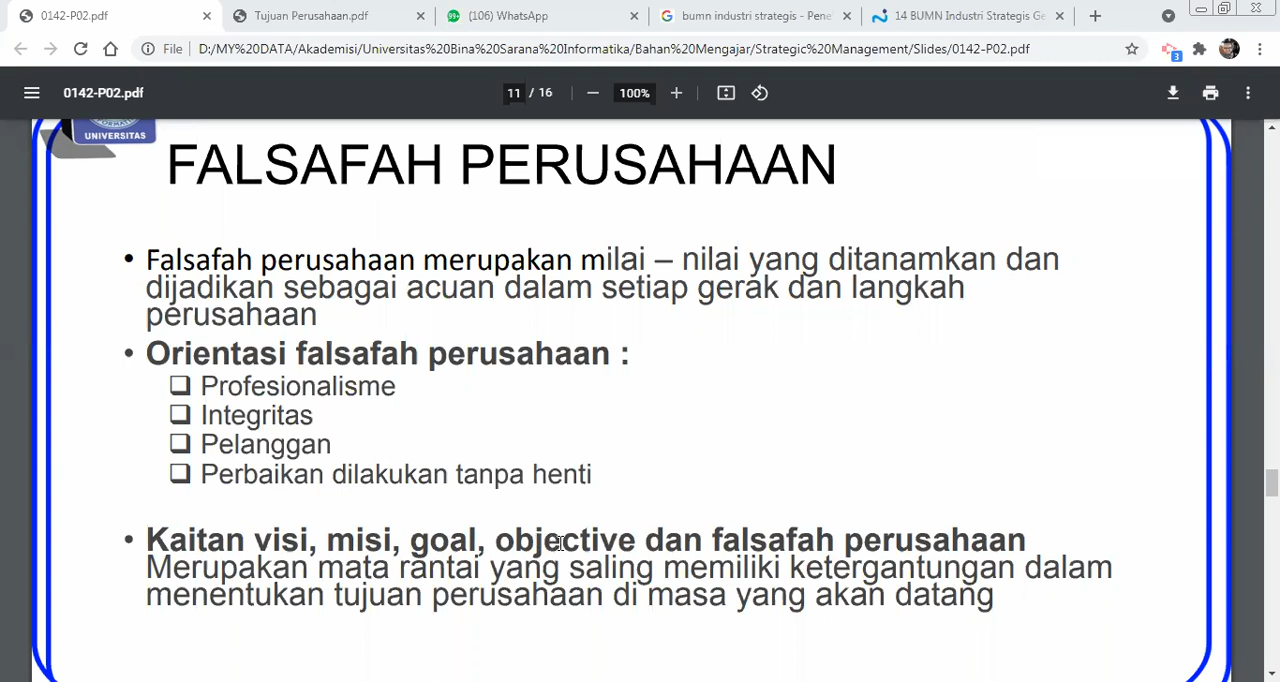 0142-P02.pdf
Tujuan Perusahaan.pdf
99+
(106) WhatsApp
bumn industri strategis - Pene
14 BUMN Industri Strategis Ge
File
D:/MY%20DATA/Akademisi/Universitas%20Bina%20Sarana%20Informatika/Bahan%20Mengajar/Strategic%20Management/Slides/0142-P02.pdf
3
0142-P02.pdf
11 / 16
100%
UNIVERSITAS
FALSAFAH PERUSAHAAN
• Falsafah perusahaan merupakan milai – nilai yang ditanamkan dan
dijadikan sebagai acuan dalam setiap gerak dan langkah
perusahaan
• Orientasi falsafah perusahaan :
❑ Profesionalisme
❑ Integritas
❑ Pelanggan
❑ Perbaikan dilakukan tanpa henti
• Kaitan visi, misi, goal, objective dan falsafah perusahaan
Merupakan mata rantai yang saling memiliki ketergantungan dalam
menentukan tujuan perusahaan di masa yang akan datang